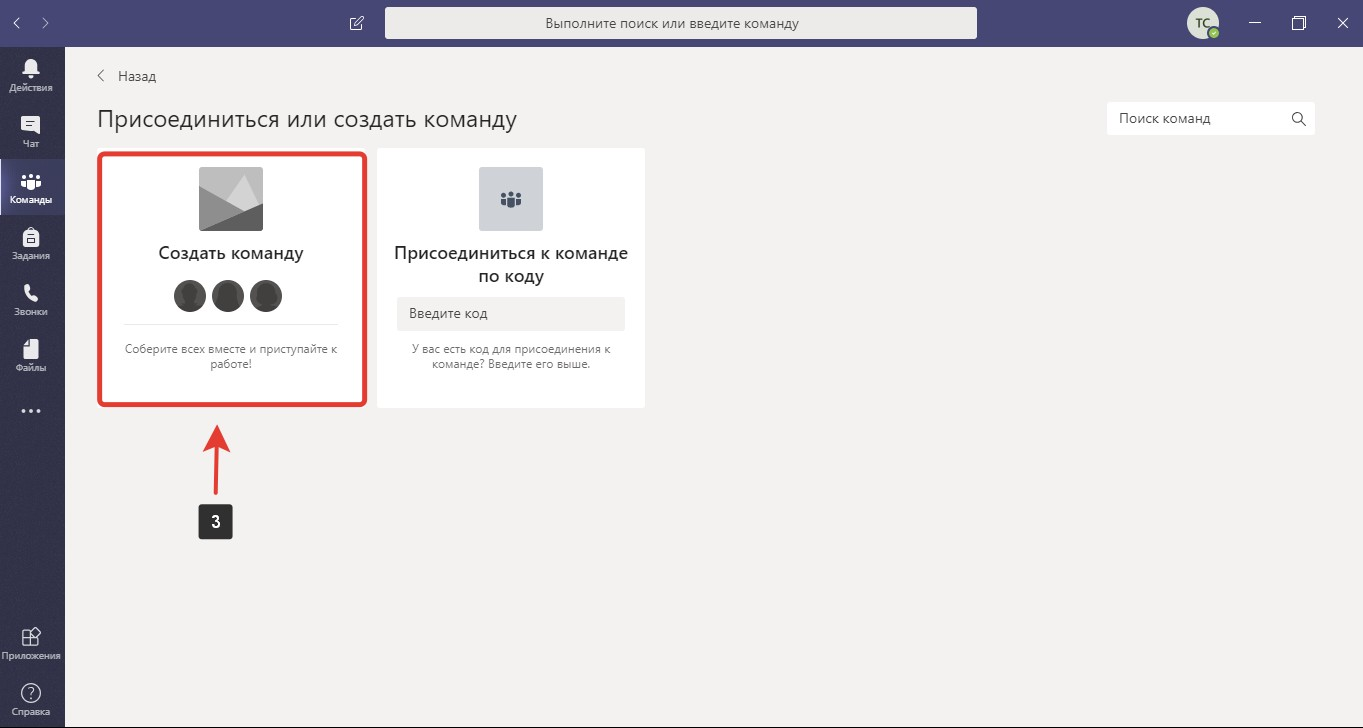 Выполните поиск или введите команду
ТС
Действия
Чат
Команды
Задания
Звонки
Файлы
Приложения
Справка
Назад
Присоединиться или создать команду
Поиск команд
Создать команду
Соберите всех вместе и приступайте к
работе!
Присоединиться к команде
по коду
Введите код
У вас есть код для присоединения к
команде? Введите его выше.
3